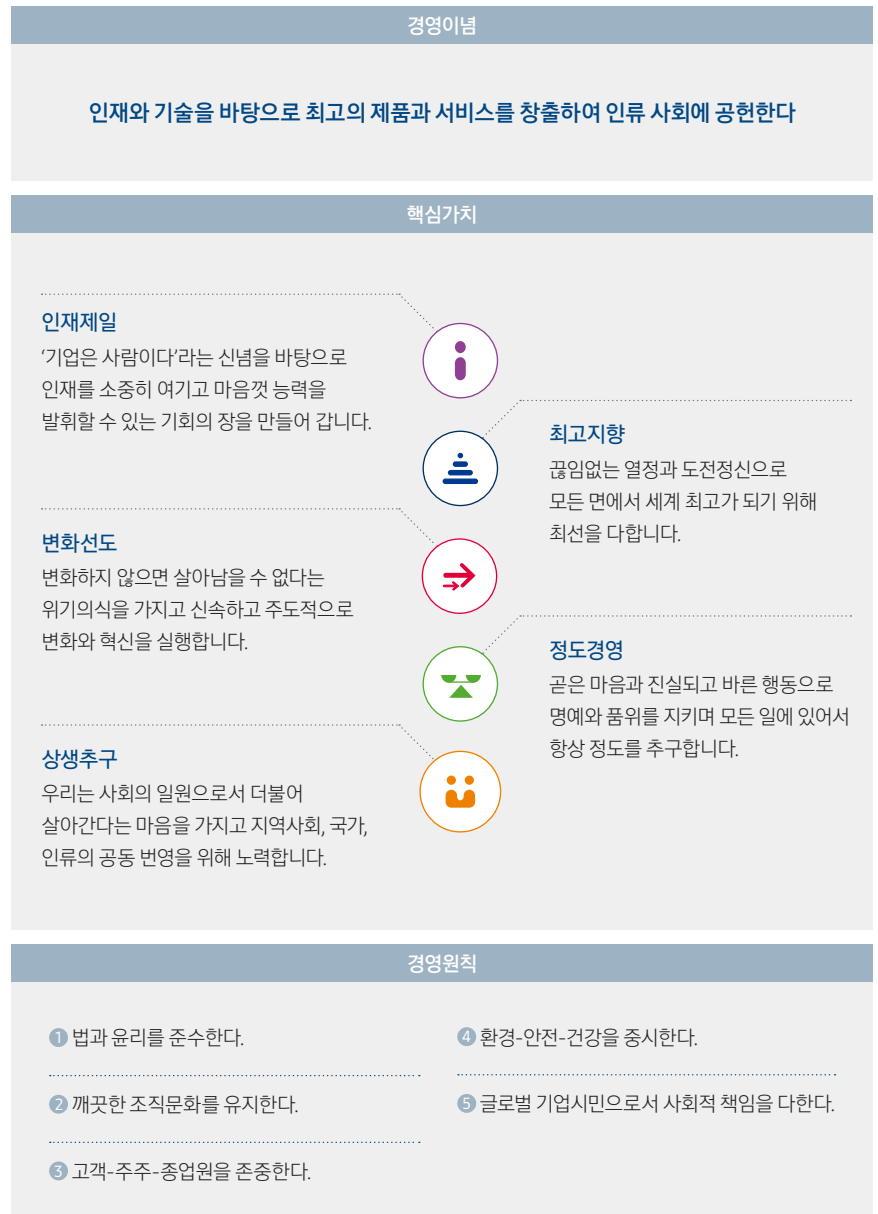 경영이념
인재와 기술을 바탕으로 최고의 제품과 서비스를 창출하여 인류 사회에 공헌한다
핵심가치
인재제일
‘기업은 사람이다’라는 신념을 바탕으로
인재를 소중히 여기고 마음껏 능력을
발휘할 수 있는 기회의 장을 만들어 갑니다.
최고지향
끊임없는 열정과 도전정신으로
모든 면에서 세계 최고가 되기 위해
최선을 다합니다.
변화선도
변화하지 않으면 살아남을 수 없다는
위기의식을 가지고 신속하고 주도적으로
변화와 혁신을 실행합니다.
정도경영
곧은 마음과 진실되고 바른 행동으로
명예와 품위를 지키며 모든 일에 있어서
항상 정도를 추구합니다.
상생추구
우리는 사회의 일원으로서 더불어
살아간다는 마음을 가지고 지역사회, 국가,
인류의 공동 번영을 위해 노력합니다.
경영원칙
❶ 법과 윤리를 준수한다.
❷ 깨끗한 조직문화를 유지한다.
❸ 고객-주주-종업원을 존중한다.
❹ 환경-안전-건강을 중시한다.
❺ 글로벌 기업시민으로서 사회적 책임을 다한다.